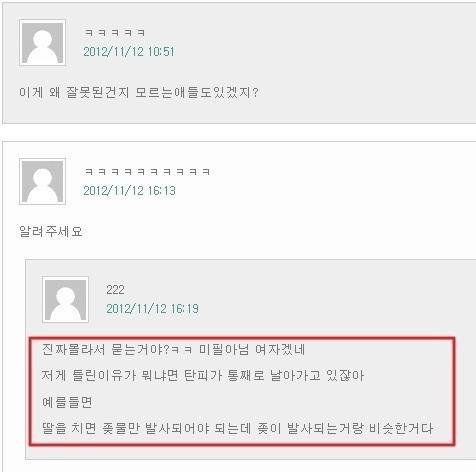 ㅋㅋㅋㅋㅋ
2012/11/12 10:51
이게 왜 잘못된건지 모르는애들도있겠지?
ㅋㅋㅋㅋㅋㅋㅋㅋㅋㅋ
2012/11/12 16:13
알려주세요
222
2012/11/12 16:19
진짜몰라서 묻는거야?ㅋㅋ 미필아님 여자겠네
저게 틀린이유가 뭐냐면 탄피가 통째로 날아가고 있잖아
예를들면
딸을 치면 좆물만 발사되어야 되는데 좆이 발사되는거랑 비슷한거다